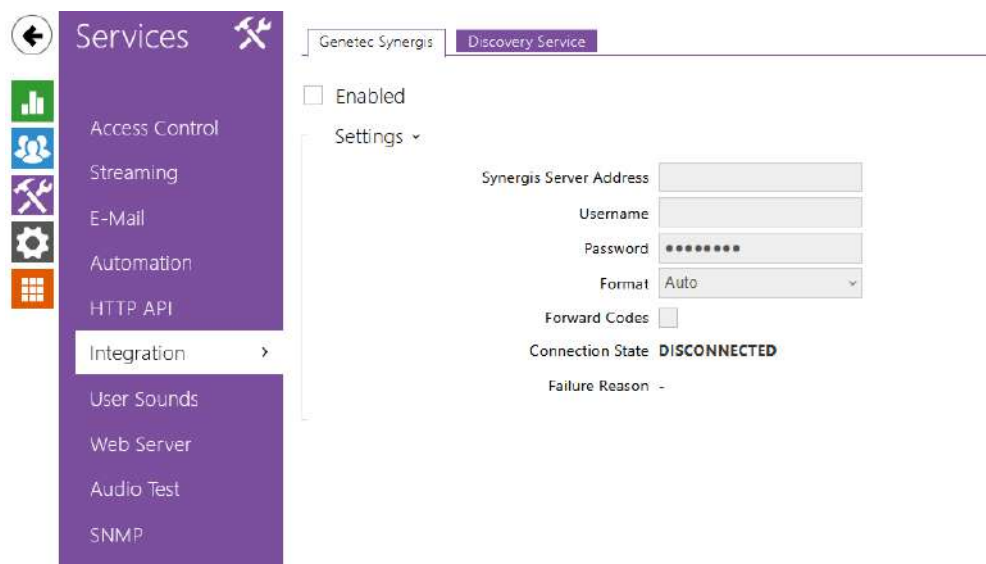 Services
Access Control
Streaming
E-Mail
Automation
HTTP API
Integration
User Sounds
Web Server
Audio Test
SNMP
Genetec Synergis
Discovery Service
Enabled
Settings
Synergis Server Address
Username
Password ••••••••
Format Auto
Forward Codes
Connection State DISCONNECTED
Failure Reason -